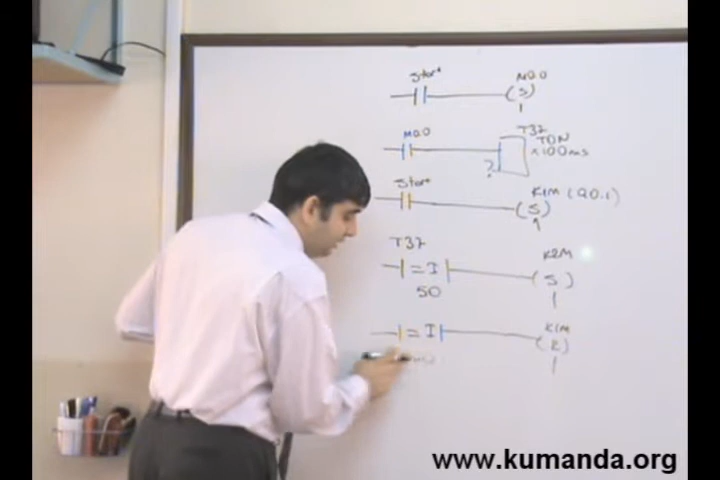 Start M0.0
(S)
1
M0.0 T37
TON
? x100ms
Start K1M (Q0.1)
(S)
1
T37 K2M
=I (S)
50 1
K1M
=I (R)
1
www.kumanda.org